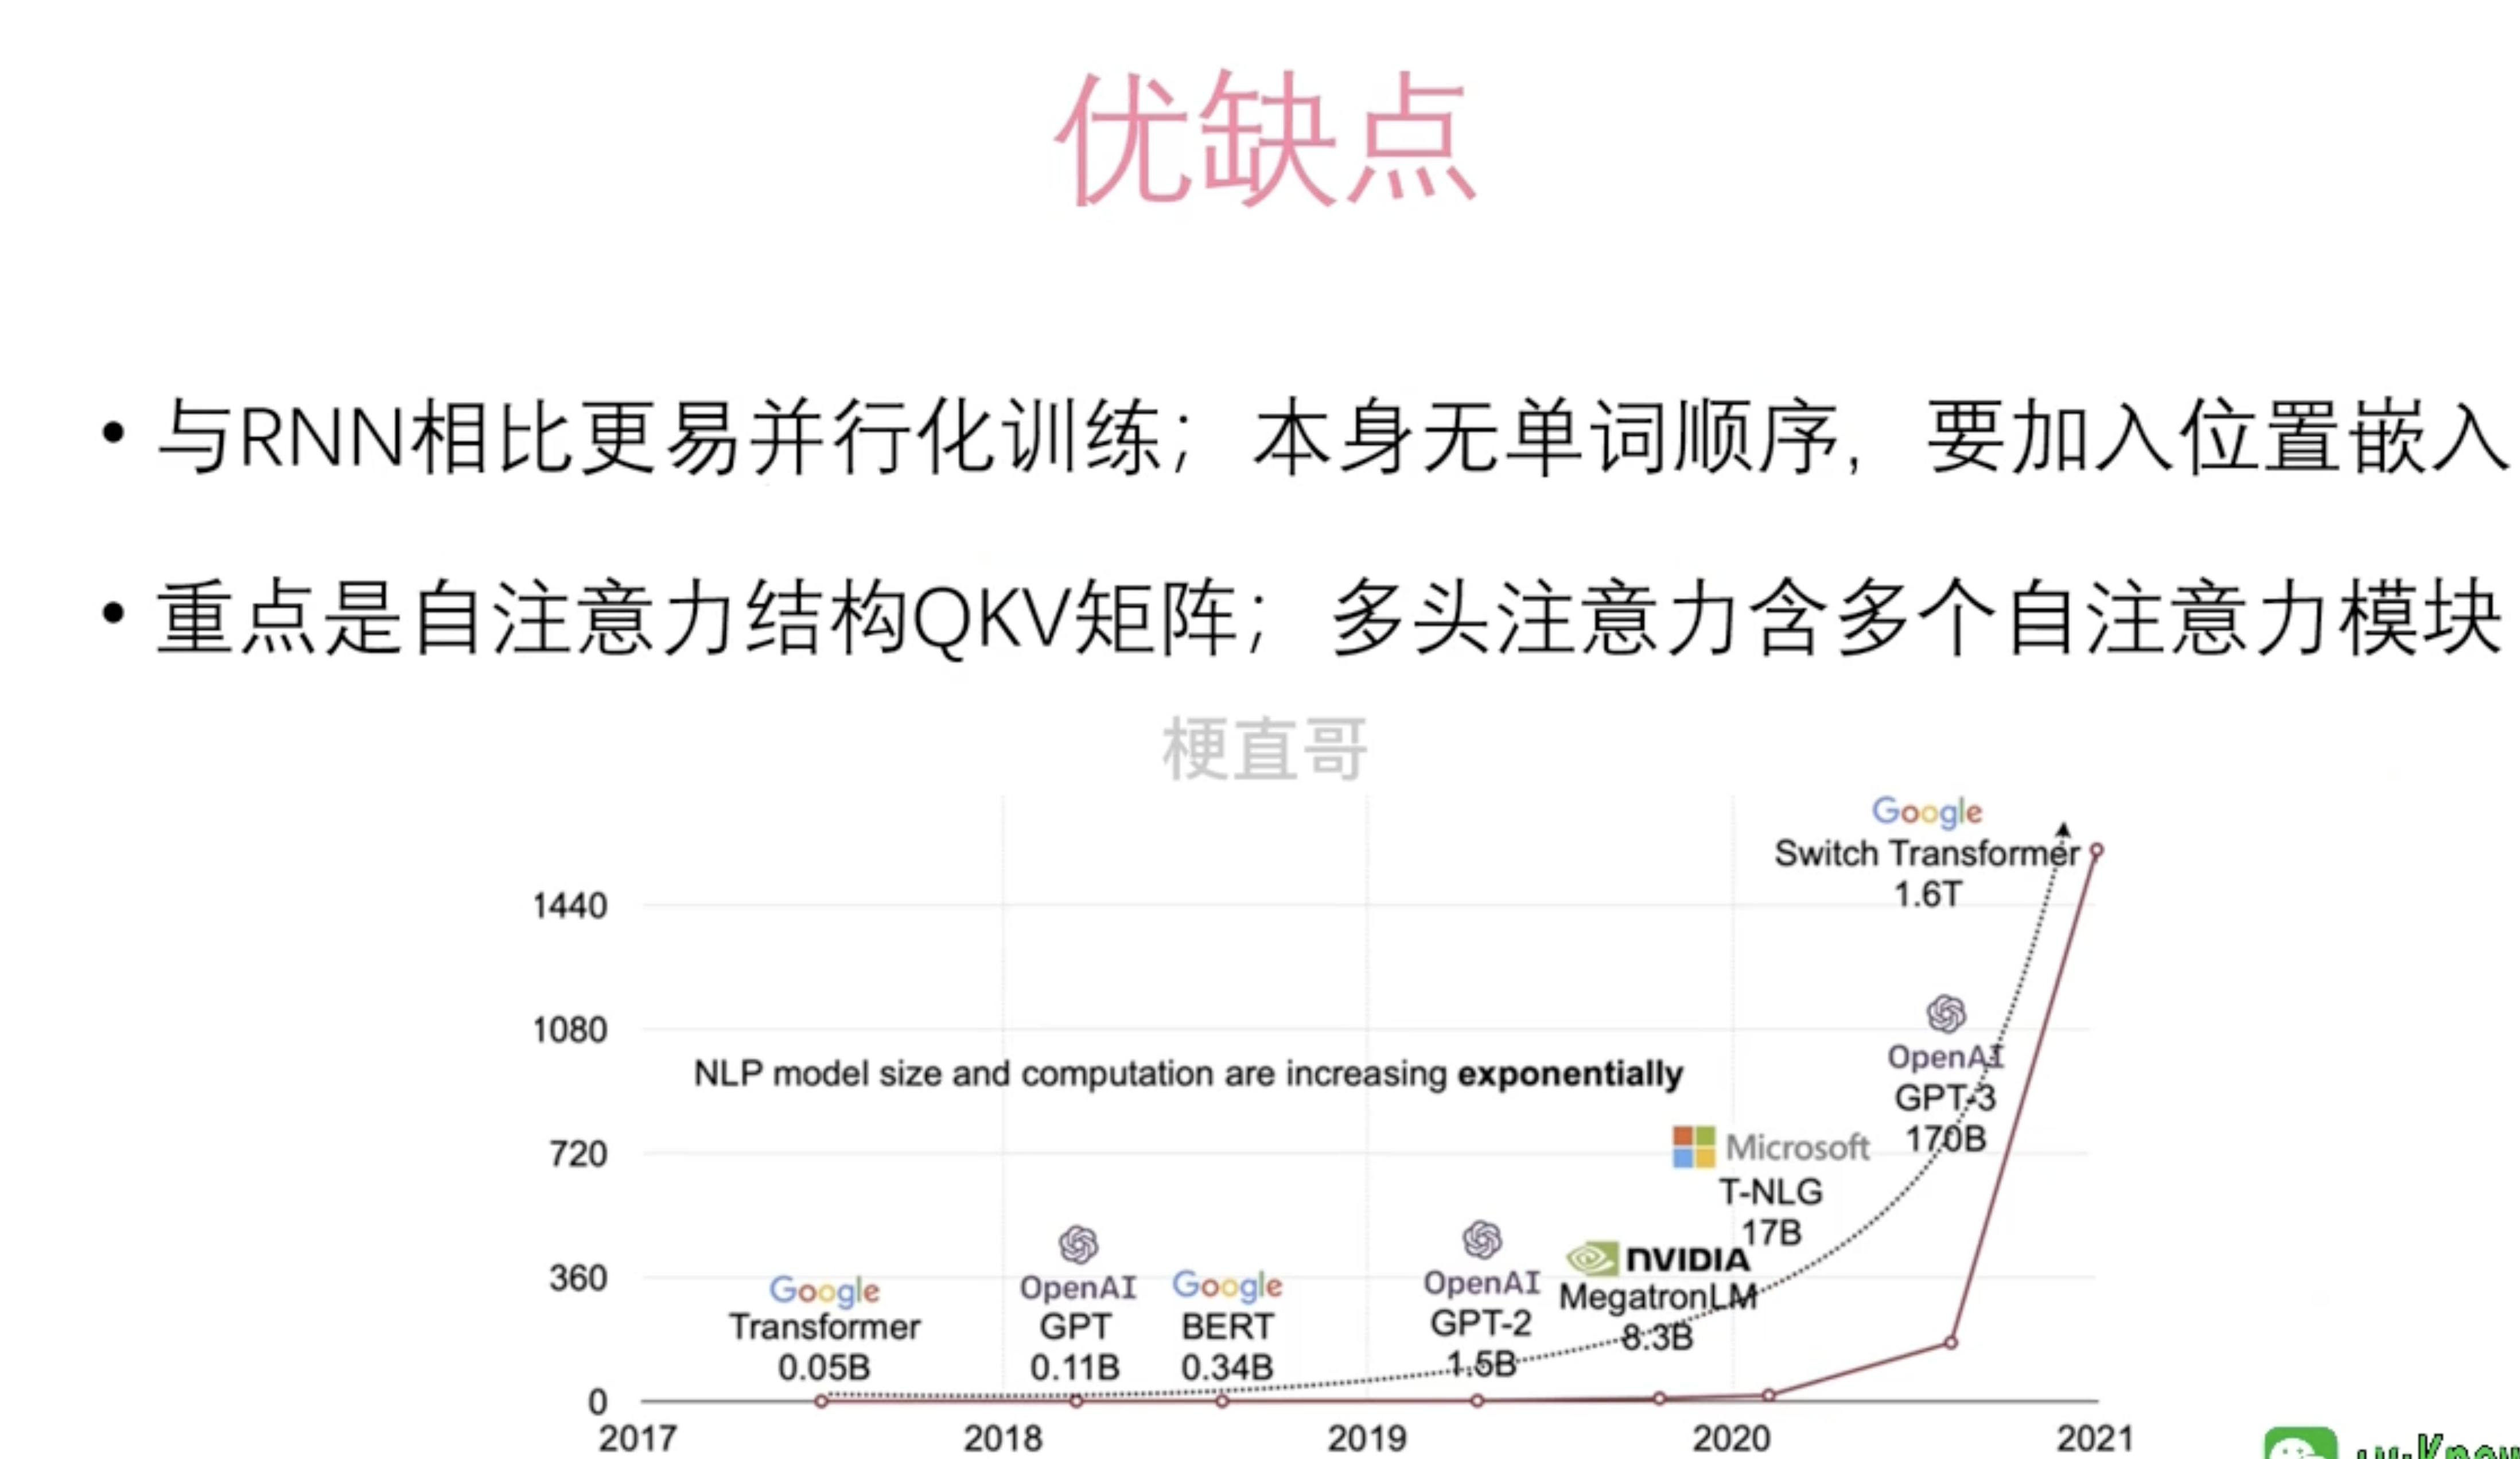 优缺点
• 与RNN相比更易并行化训练；本身无单词顺序，要加入位置嵌入
• 重点是自注意力结构QKV矩阵；多头注意力含多个自注意力模块
梗直哥
Google
Switch Transformer
1.6T
1440
1080
OpenAI
GPT-3
170B
NLP model size and computation are increasing exponentially
720
Microsoft
T-NLG
17B
360
Google
Transformer
0.05B
OpenAI
GPT
0.11B
Google
BERT
0.34B
OpenAI
GPT-2
1.5B
NVIDIA
MegatronLM
8.3B
0
2017 2018 2019 2020 2021